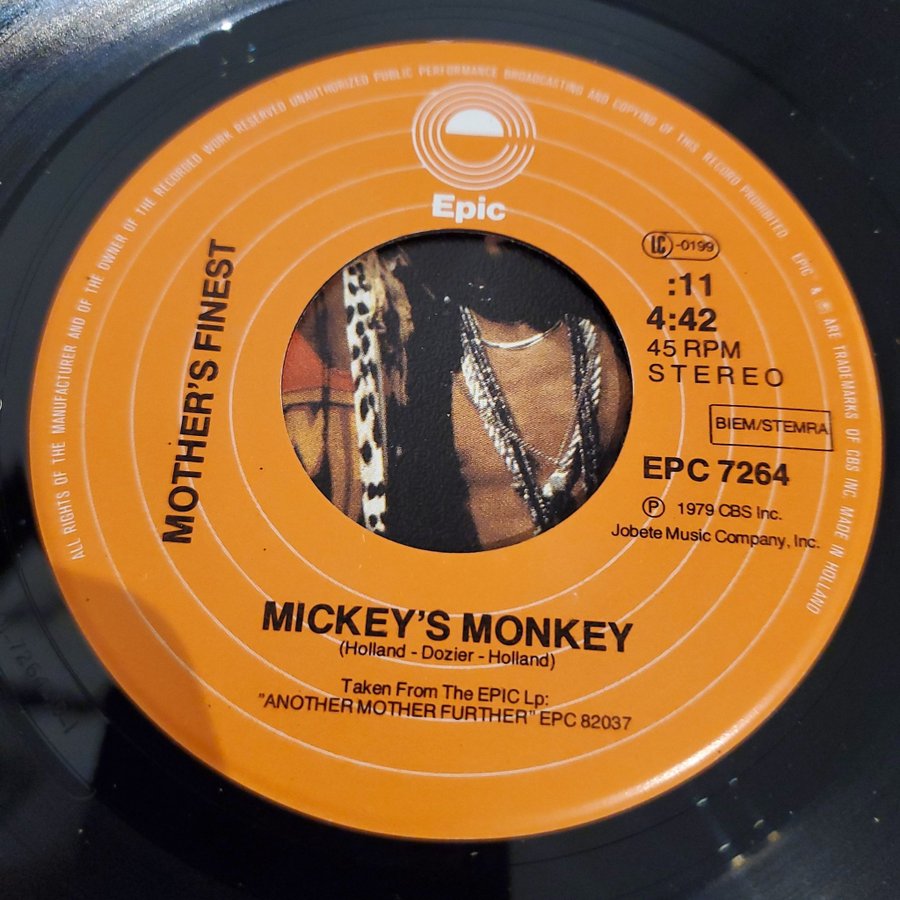 ALL RIGHTS OF THE MANUFACTURER AND OF THE OWNER OF THE RECORDED WORK RESERVED UNAUTHORIZED PUBLIC PERFORMANCE BROADCASTING AND COPYING OF THIS RECORD PROHIBITED EPIC & ℗ ARE TRADEMARKS OF CBS INC. MADE IN HOLLAND
Epic
MOTHER'S FINEST
LC -0199
:11
4:42
45 RPM
STEREO
BIEM/STEMRA
EPC 7264
℗ 1979 CBS Inc.
Jobete Music Company, Inc.
MICKEY'S MONKEY
(Holland - Dozier - Holland)
Taken From The EPIC Lp:
"ANOTHER MOTHER FURTHER" EPC 82037